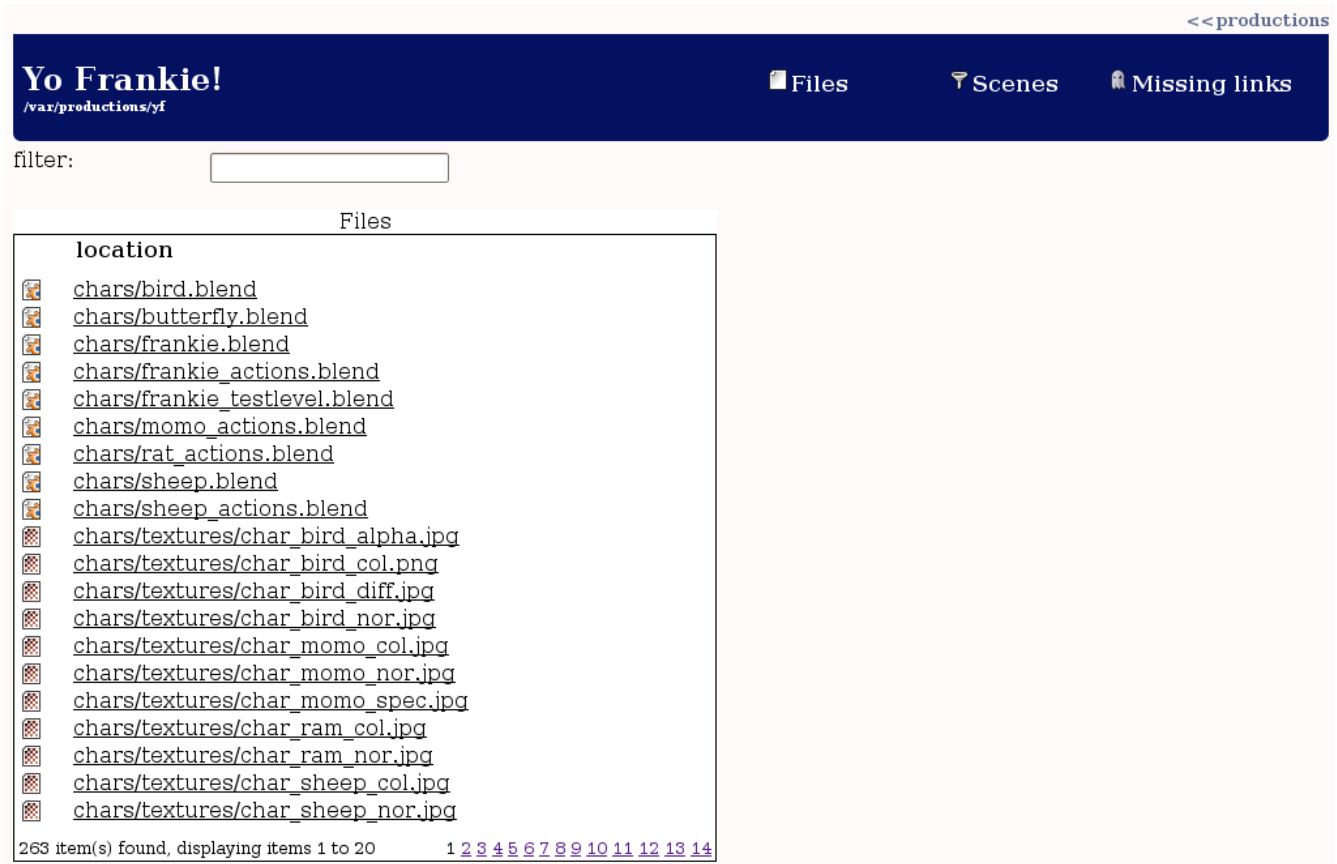 <<productions
Yo Frankie!
/var/productions/yf
Files
Scenes
Missing links
filter:
Files
location
chars/bird.blend
chars/butterfly.blend
chars/frankie.blend
chars/frankie_actions.blend
chars/frankie_testlevel.blend
chars/momo_actions.blend
chars/rat_actions.blend
chars/sheep.blend
chars/sheep_actions.blend
chars/textures/char_bird_alpha.jpg
chars/textures/char_bird_col.png
chars/textures/char_bird_diff.jpg
chars/textures/char_bird_nor.jpg
chars/textures/char_momo_col.jpg
chars/textures/char_momo_nor.jpg
chars/textures/char_momo_spec.jpg
chars/textures/char_ram_col.jpg
chars/textures/char_ram_nor.jpg
chars/textures/char_sheep_col.jpg
chars/textures/char_sheep_nor.jpg
263 item(s) found, displaying items 1 to 20 1 2 3 4 5 6 7 8 9 10 11 12 13 14